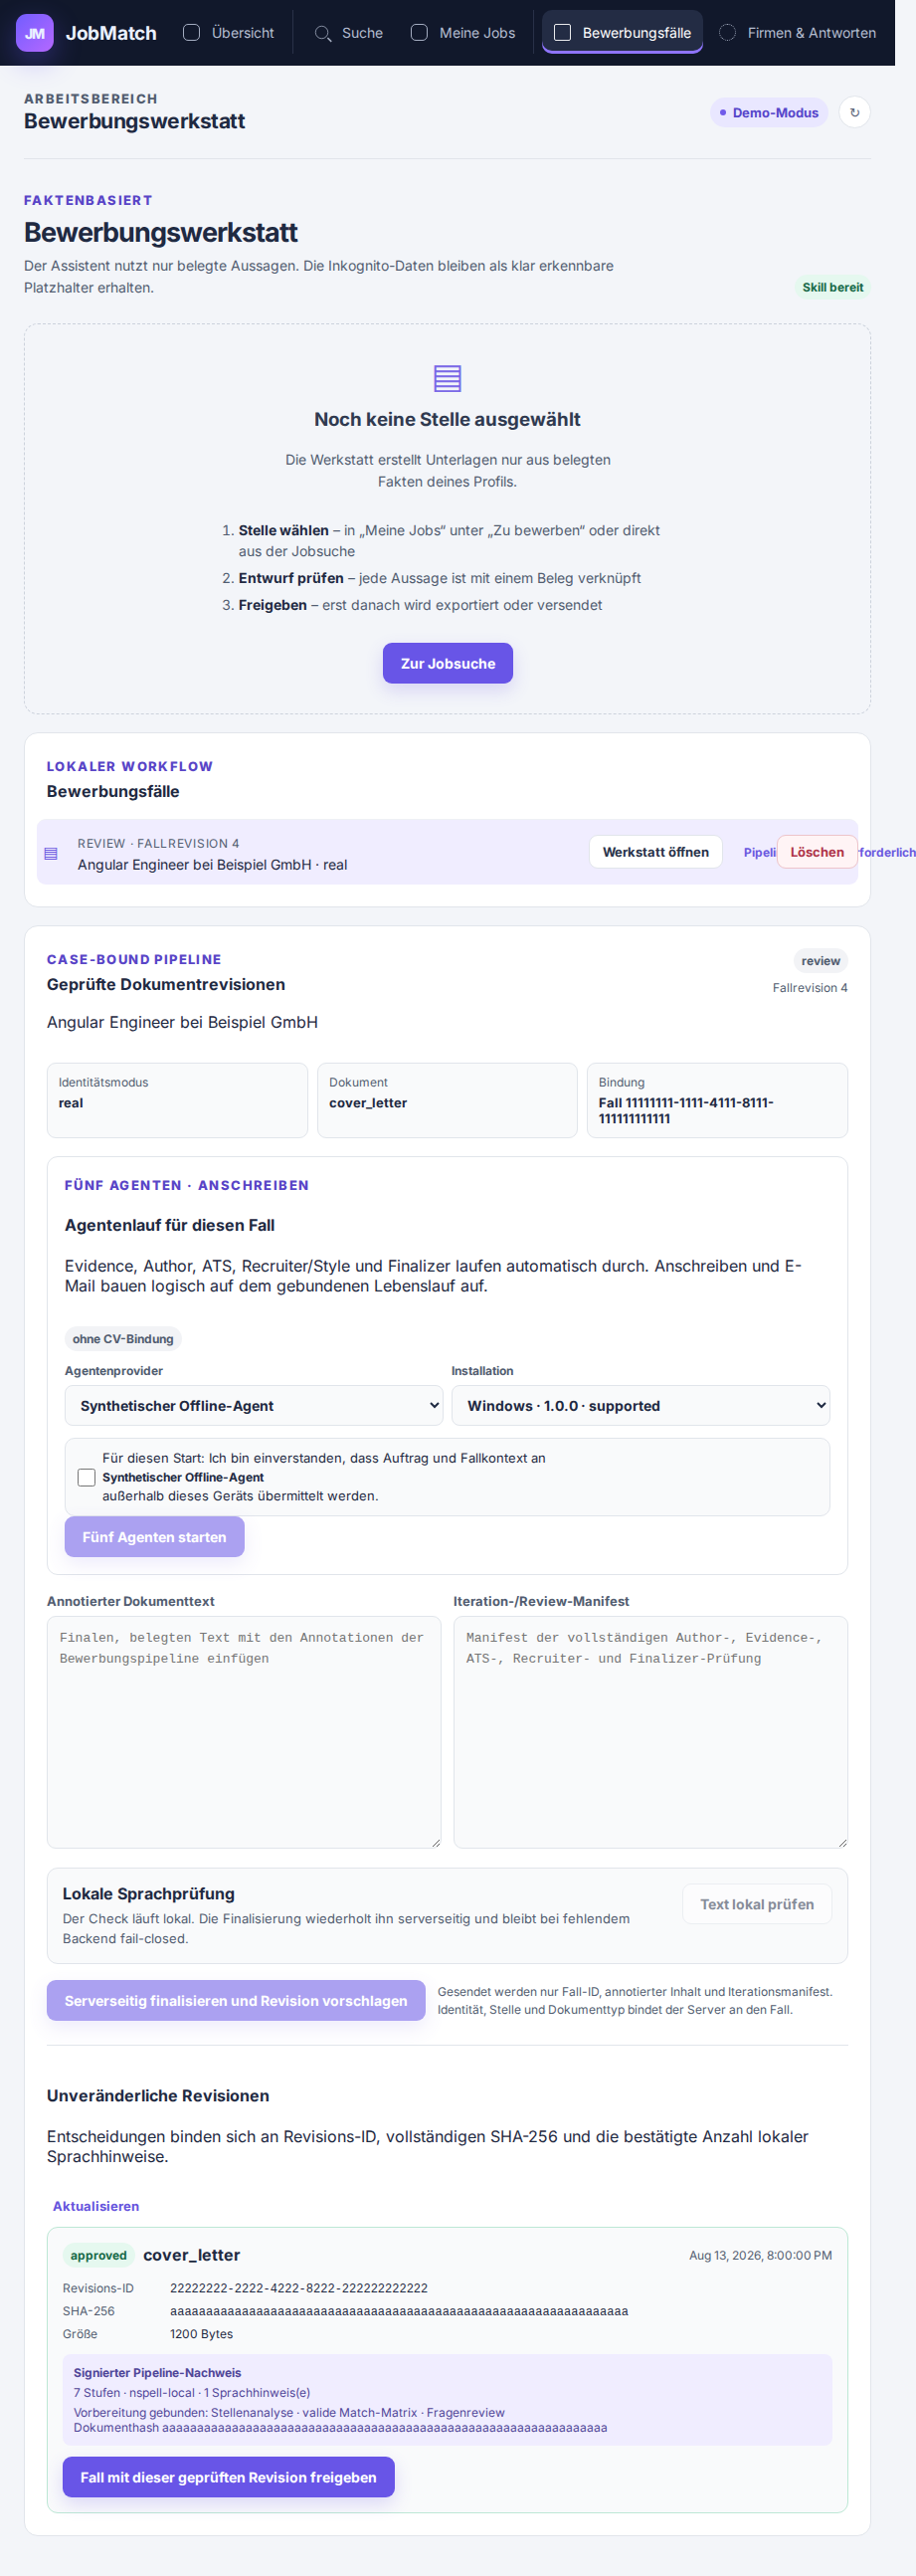 JM JobMatch Übersicht Suche Meine Jobs Bewerbungsfälle Firmen & Antworten
ARBEITSBEREICH
Bewerbungswerkstatt
Demo-Modus ↻
FAKTENBASIERT
Bewerbungswerkstatt
Der Assistent nutzt nur belegte Aussagen. Die Inkognito-Daten bleiben als klar erkennbare
Platzhalter erhalten.
Skill bereit
Noch keine Stelle ausgewählt
Die Werkstatt erstellt Unterlagen nur aus belegten
Fakten deines Profils.
1. Stelle wählen – in „Meine Jobs“ unter „Zu bewerben“ oder direkt
aus der Jobsuche
2. Entwurf prüfen – jede Aussage ist mit einem Beleg verknüpft
3. Freigeben – erst danach wird exportiert oder versendet
Zur Jobsuche
LOKALER WORKFLOW
Bewerbungsfälle
REVIEW · FALLREVISION 4
Angular Engineer bei Beispiel GmbH · real
Werkstatt öffnen
Löschen
CASE-BOUND PIPELINE
Geprüfte Dokumentrevisionen
review
Fallrevision 4
Angular Engineer bei Beispiel GmbH
Identitätsmodus
real
Dokument
cover_letter
Bindung
Fall 11111111-1111-4111-8111-
111111111111
FÜNF AGENTEN · ANSCHREIBEN
Agentenlauf für diesen Fall
Evidence, Author, ATS, Recruiter/Style und Finalizer laufen automatisch durch. Anschreiben und E-
Mail bauen logisch auf dem gebundenen Lebenslauf auf.
ohne CV-Bindung
Agentenprovider
Synthetischer Offline-Agent
Installation
Windows · 1.0.0 · supported
Für diesen Start: Ich bin einverstanden, dass Auftrag und Fallkontext an
Synthetischer Offline-Agent
außerhalb dieses Geräts übermittelt werden.
Fünf Agenten starten
Annotierter Dokumenttext
Finalen, belegten Text mit den Annotationen der
Bewerbungspipeline einfügen
Iteration-/Review-Manifest
Manifest der vollständigen Author-, Evidence-,
ATS-, Recruiter- und Finalizer-Prüfung
Lokale Sprachprüfung
Der Check läuft lokal. Die Finalisierung wiederholt ihn serverseitig und bleibt bei fehlendem
Backend fail-closed.
Text lokal prüfen
Serverseitig finalisieren und Revision vorschlagen
Gesendet werden nur Fall-ID, annotierter Inhalt und Iterationsmanifest.
Identität, Stelle und Dokumenttyp bindet der Server an den Fall.
Unveränderliche Revisionen
Entscheidungen binden sich an Revisions-ID, vollständigen SHA-256 und die bestätigte Anzahl lokaler
Sprachhinweise.
Aktualisieren
approved cover_letter
Aug 13, 2026, 8:00:00 PM
Revisions-ID 22222222-2222-4222-8222-222222222222
SHA-256 aaaaaaaaaaaaaaaaaaaaaaaaaaaaaaaaaaaaaaaaaaaaaaaaaaaaaaaaaaaaaaaa
Größe 1200 Bytes
Signierter Pipeline-Nachweis
7 Stufen · nspell-local · 1 Sprachhinweis(e)
Vorbereitung gebunden: Stellenanalyse · valide Match-Matrix · Fragenreview
Dokumenthash aaaaaaaaaaaaaaaaaaaaaaaaaaaaaaaaaaaaaaaaaaaaaaaaaaaaaaaaaaaaaaaa
Fall mit dieser geprüften Revision freigeben